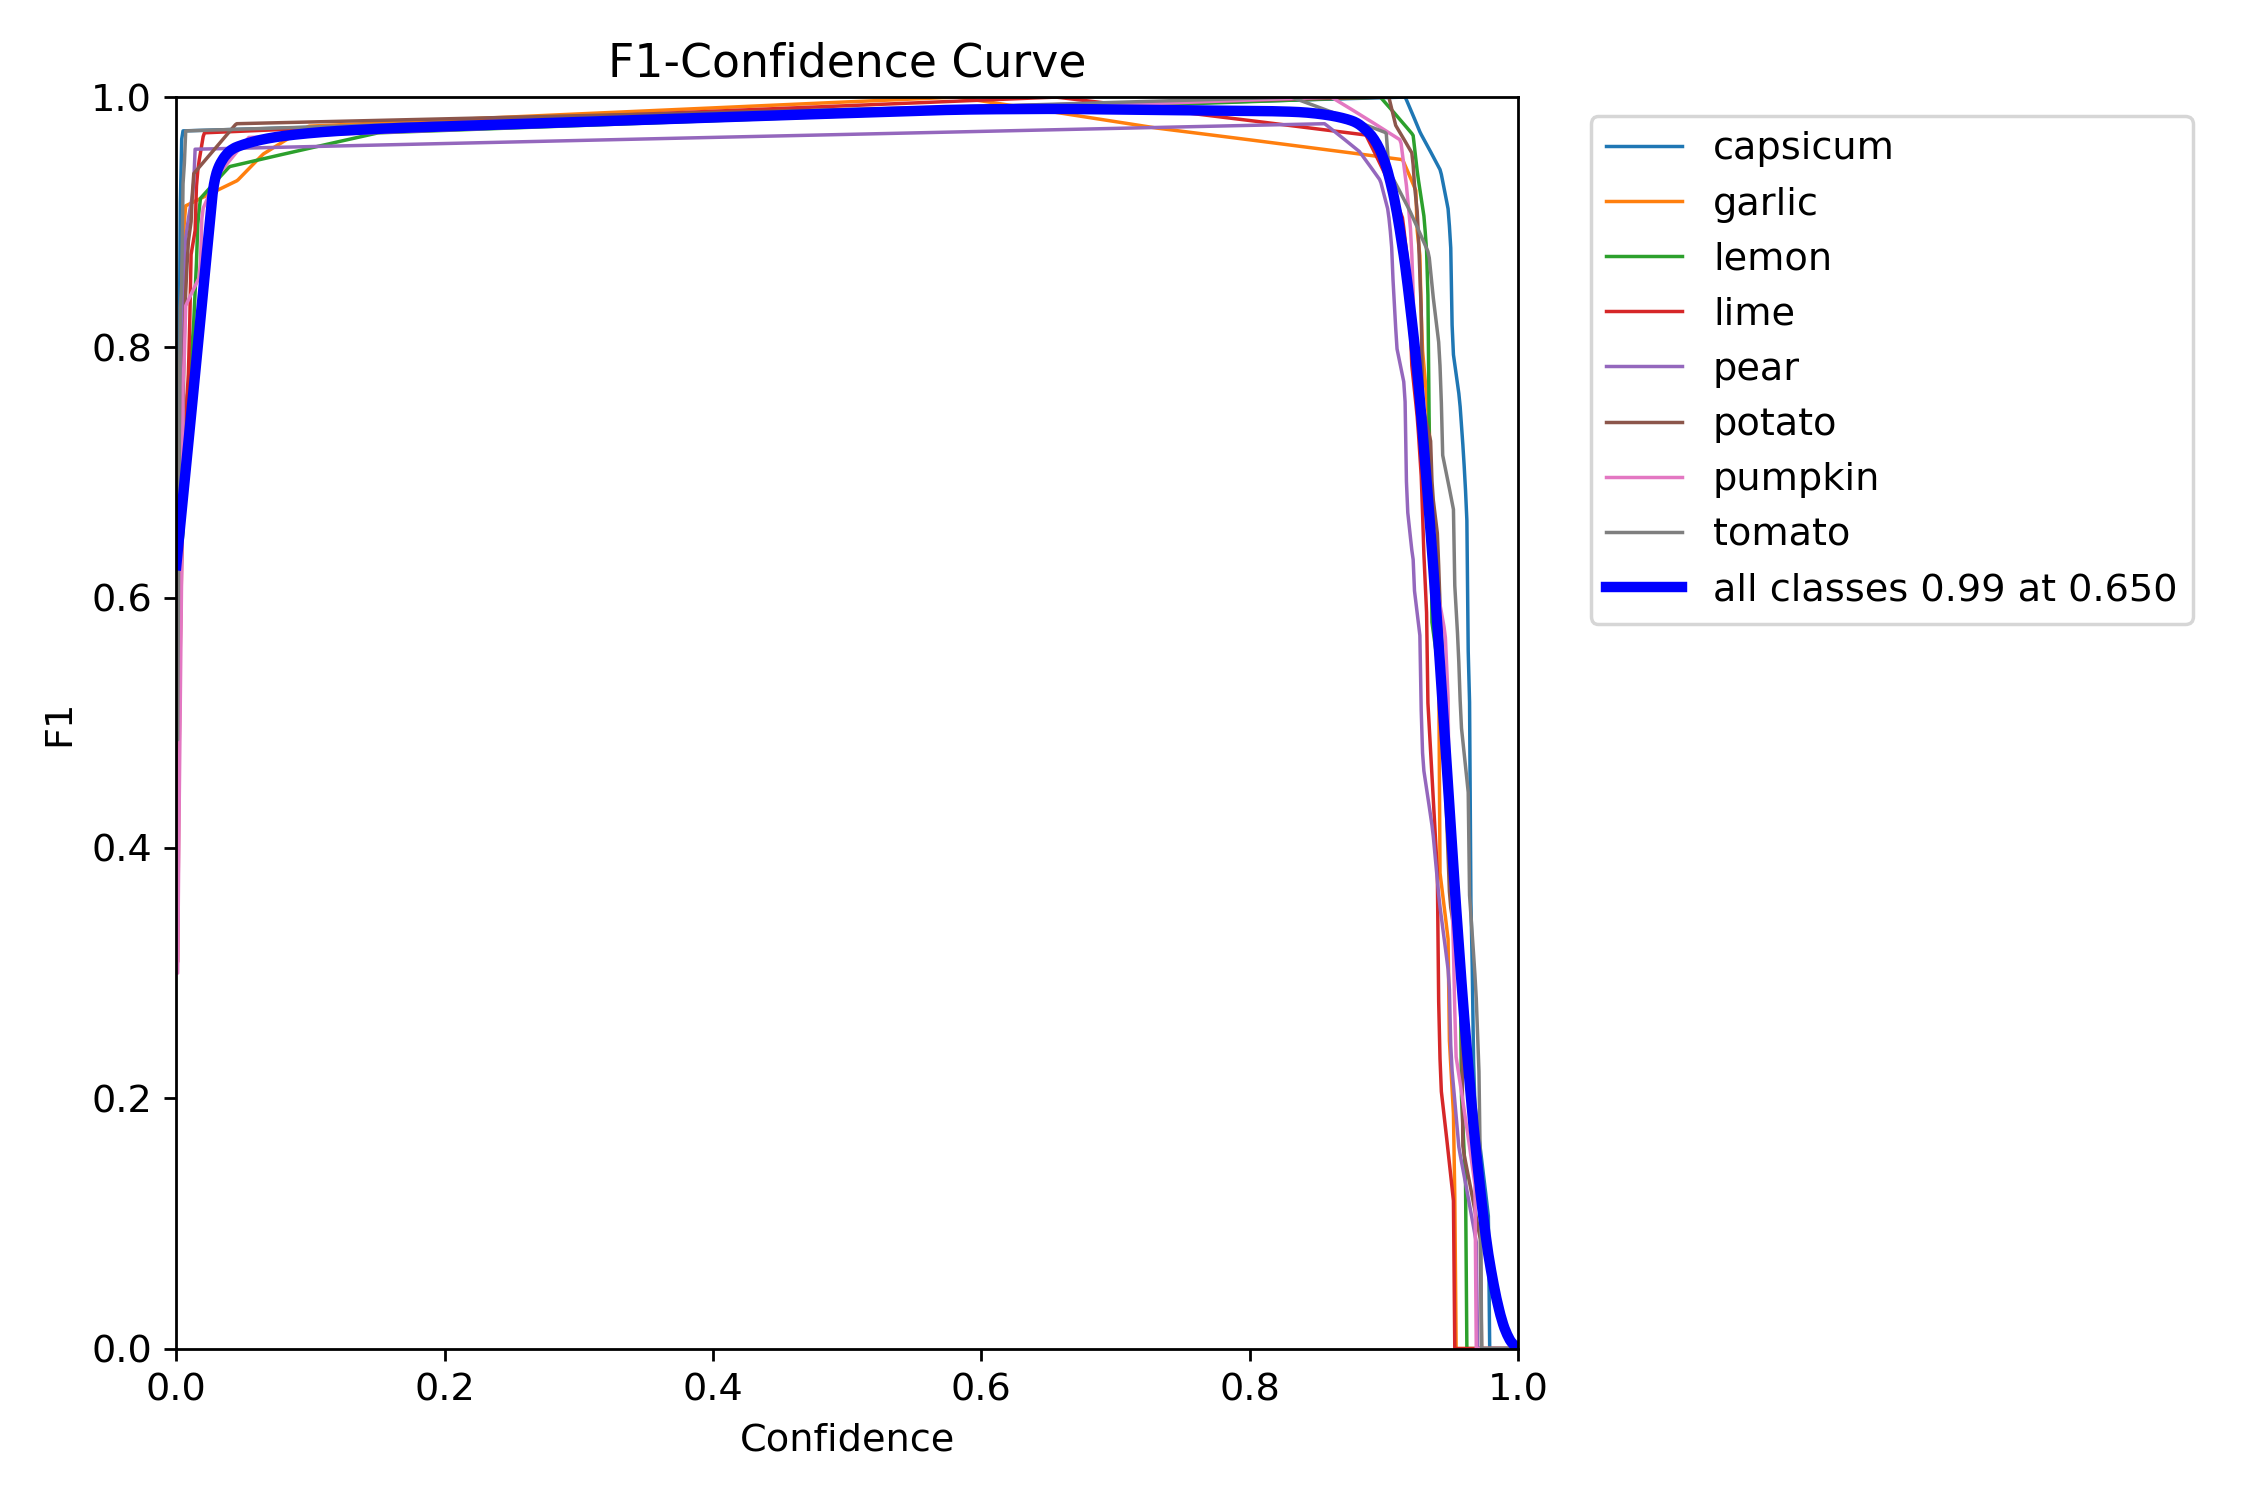 F1-Confidence Curve
1.0
0.8
0.6
0.4
0.2
0.0
F1
0.0 0.2 0.4 0.6 0.8 1.0
Confidence
capsicum
garlic
lemon
lime
pear
potato
pumpkin
tomato
all classes 0.99 at 0.650